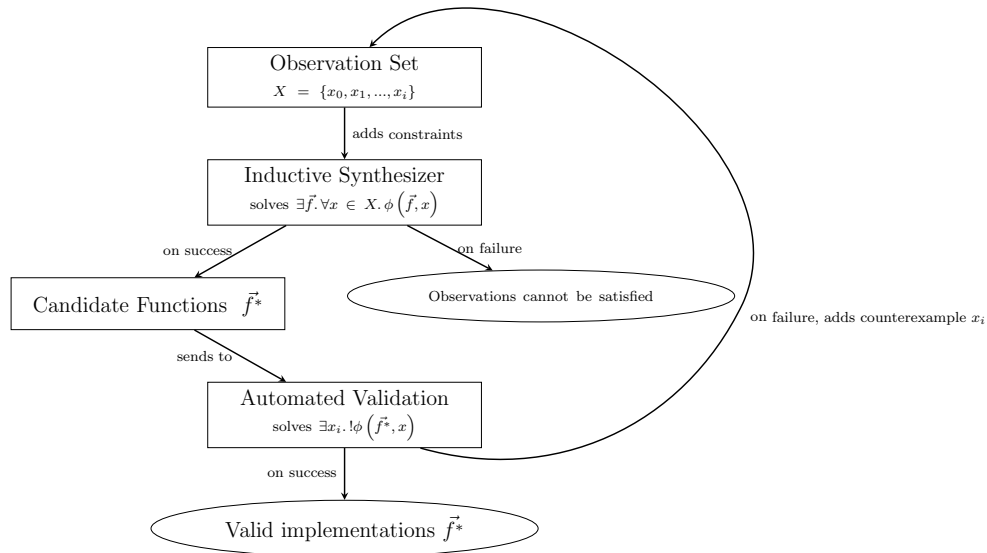 Observation Set
X = {x₀, x₁, ..., xᵢ}
adds constraints
Inductive Synthesizer
solves ∃f⃗. ∀x ∈ X. ϕ(f⃗, x)
on success
on failure
Candidate Functions f⃗*
Observations cannot be satisfied
on failure, adds counterexample xᵢ
sends to
Automated Validation
solves ∃xᵢ. !ϕ(f⃗*, x)
on success
Valid implementations f⃗*